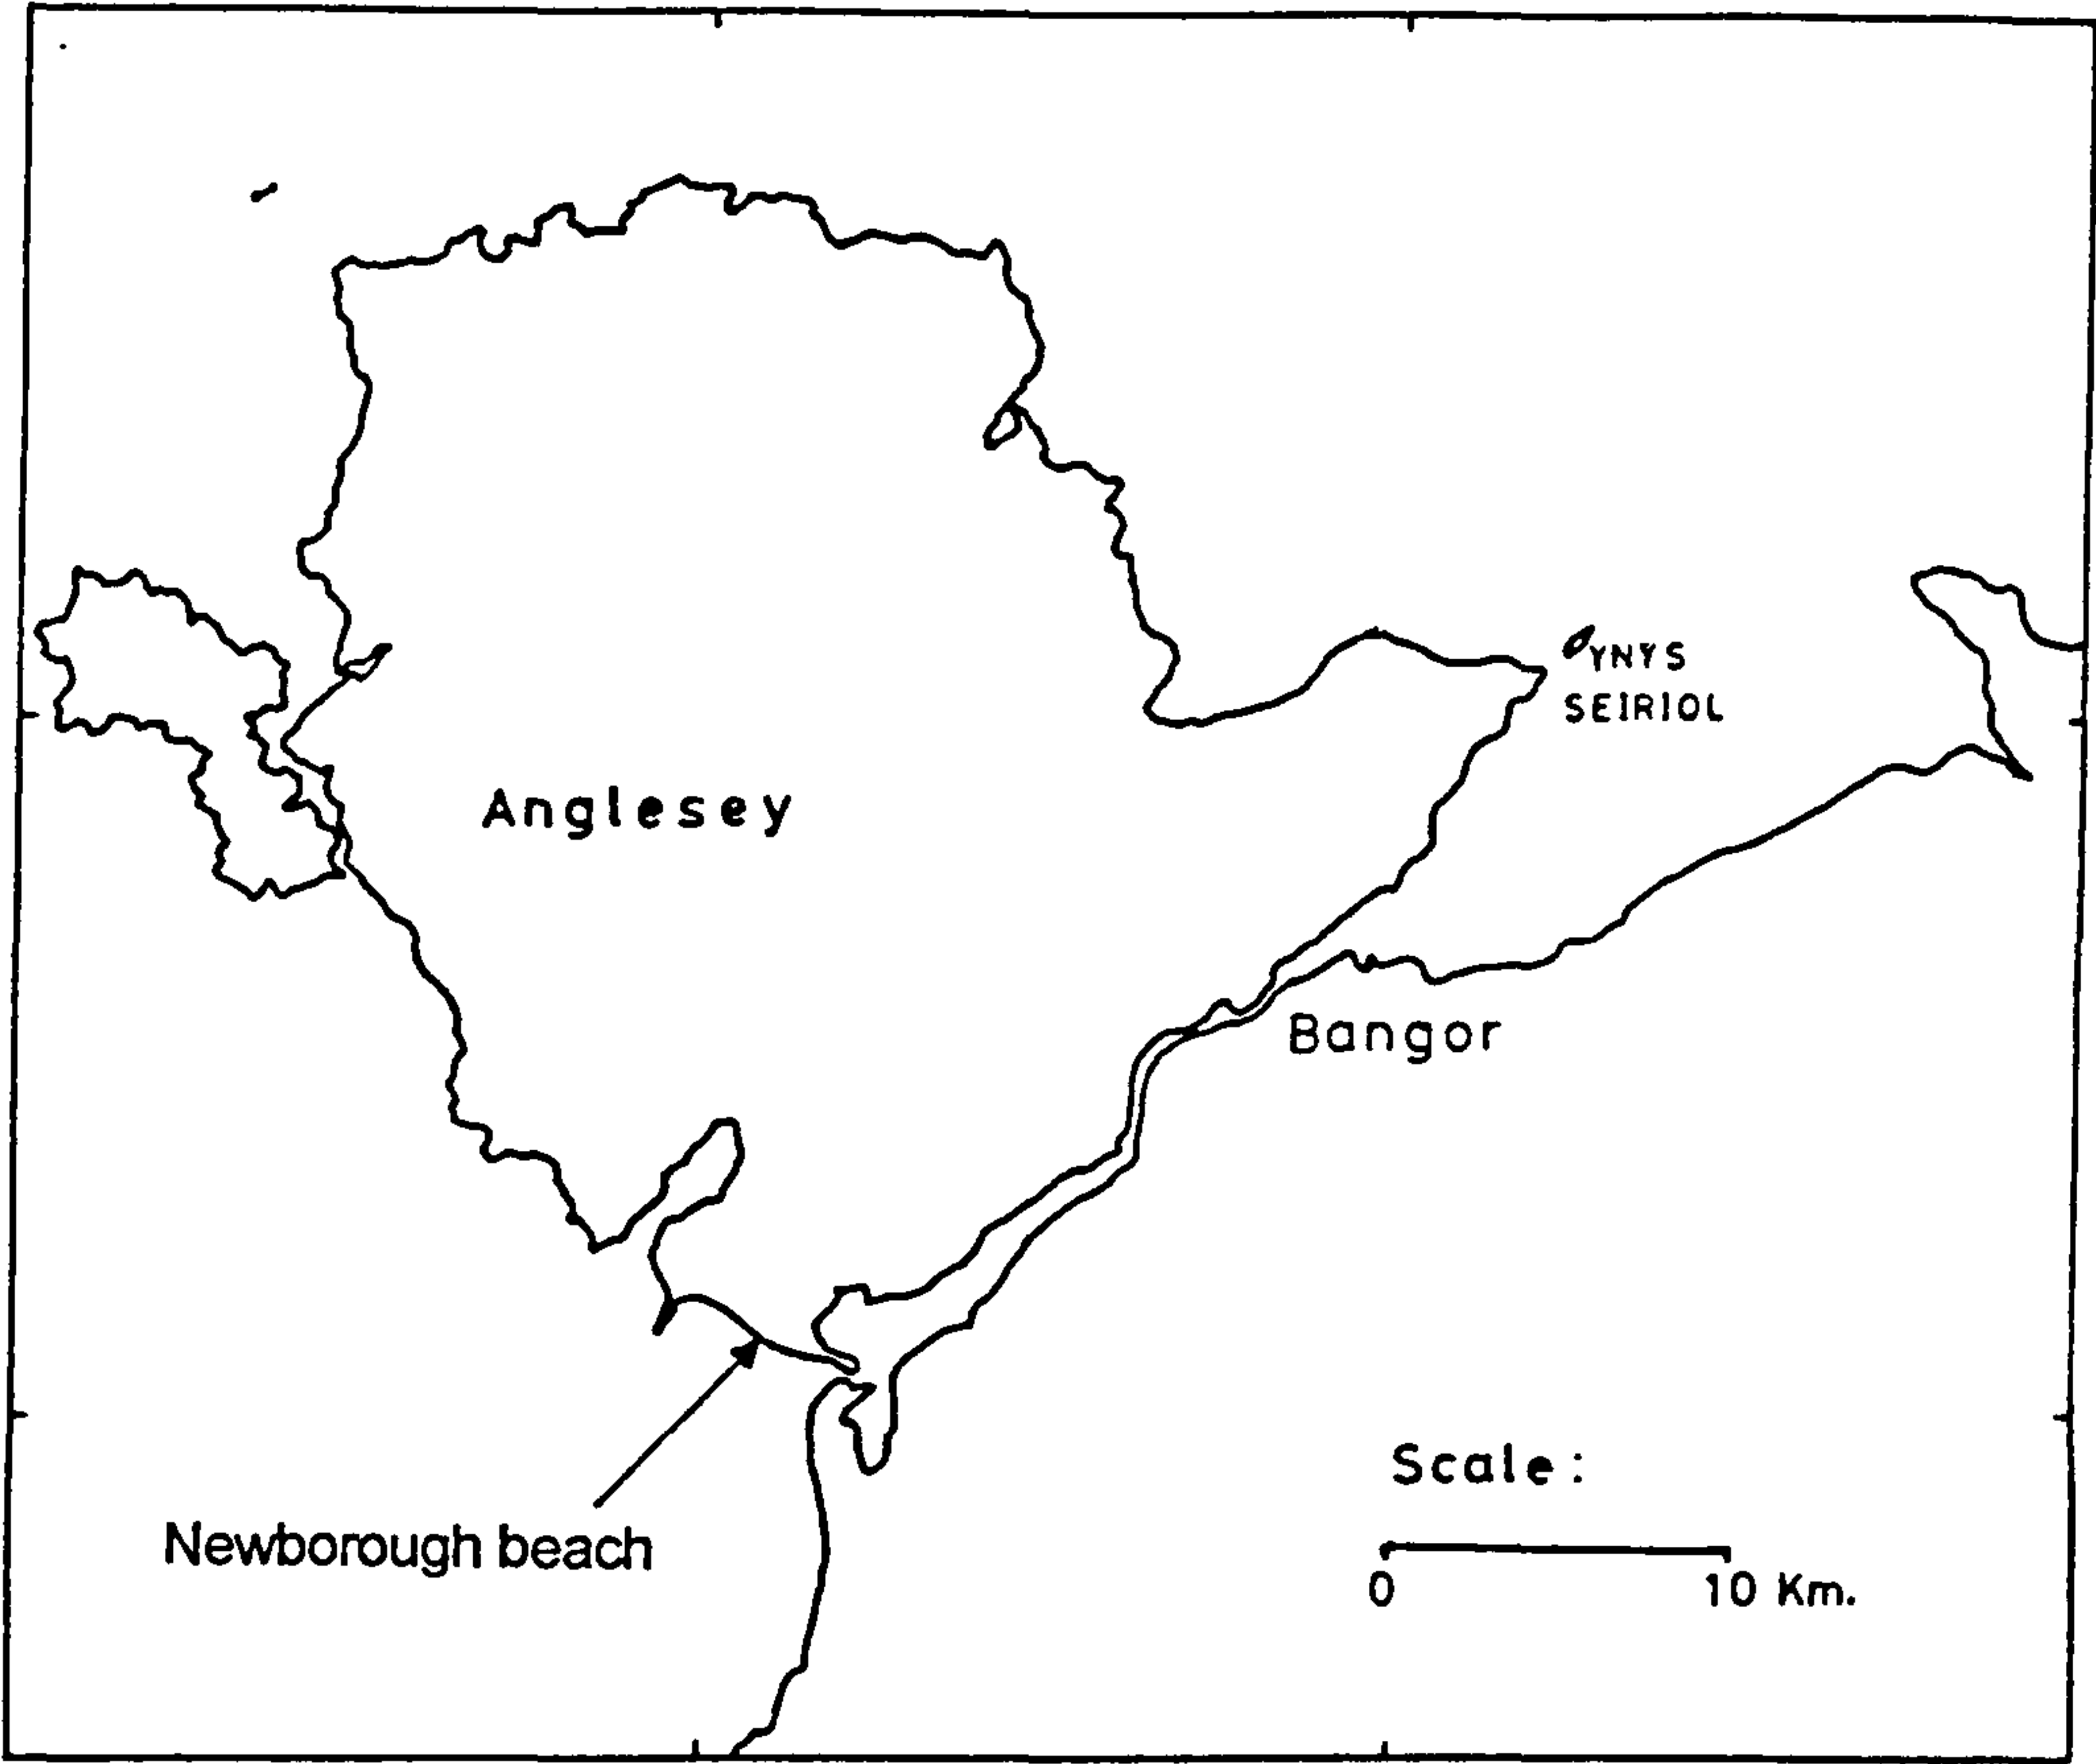 YNYS
SEIRIOL
Anglesey
Bangor
Scale :
Newborough beach
0 10 Km.